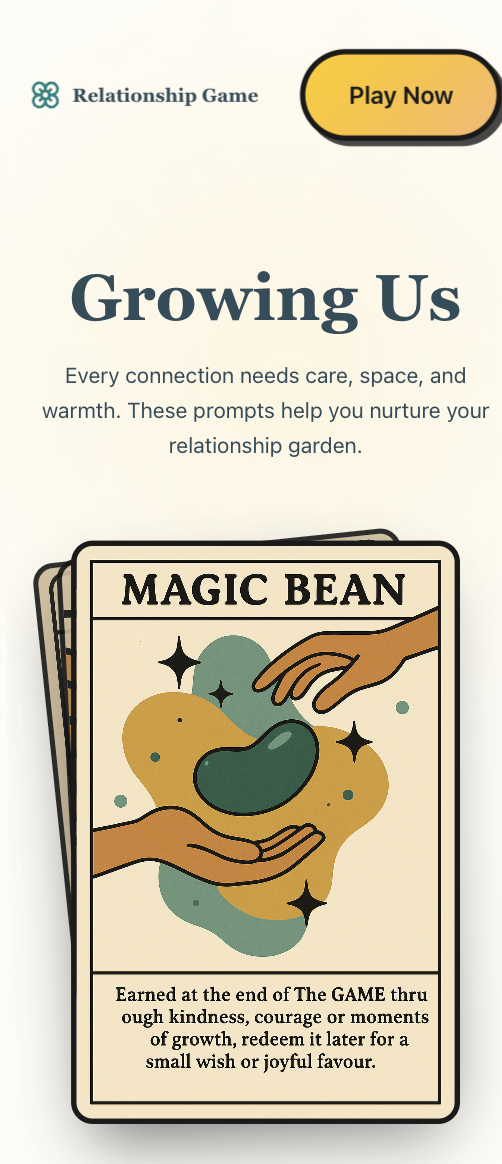 Relationship Game
Play Now
Growing Us
Every connection needs care, space, and
warmth. These prompts help you nurture your
relationship garden.
MAGIC BEAN
Earned at the end of The GAME thru
ough kindness, courage or moments
of growth, redeem it later for a
small wish or joyful favour.